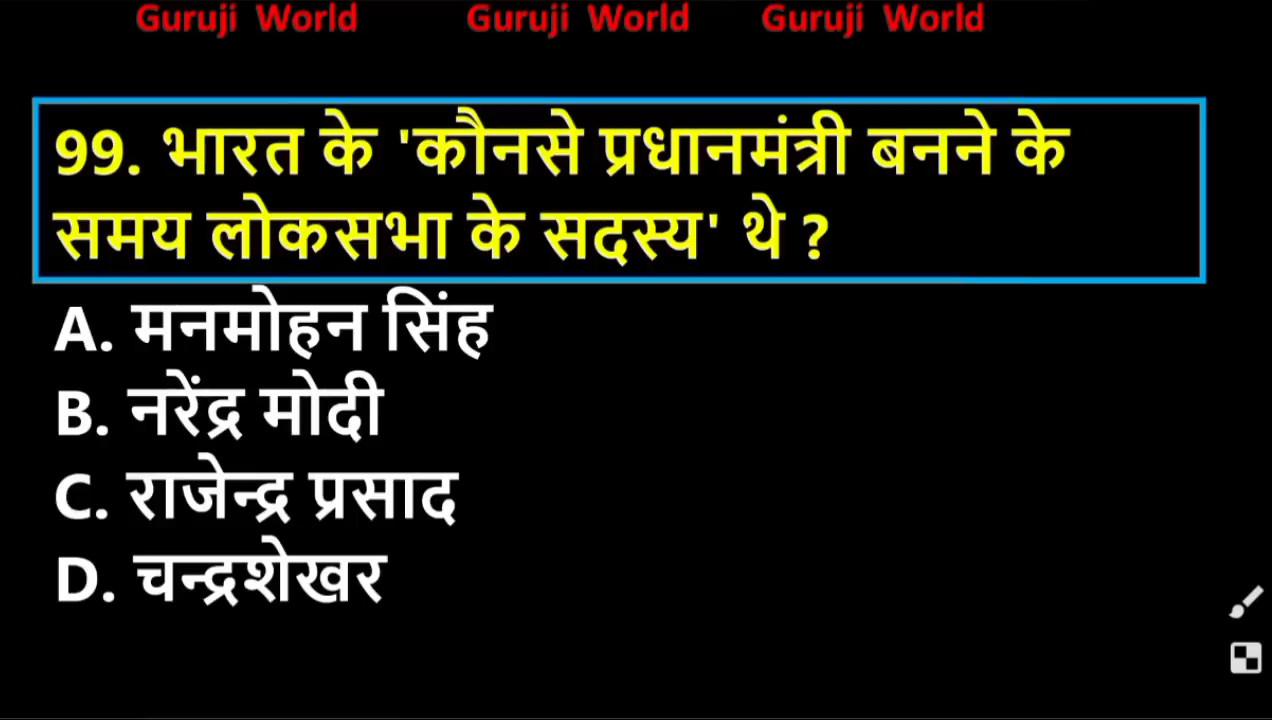 Guruji World Guruji World Guruji World
99. भारत के 'कौनसे प्रधानमंत्री बनने के
समय लोकसभा के सदस्य' थे ?
A. मनमोहन सिंह
B. नरेंद्र मोदी
C. राजेन्द्र प्रसाद
D. चन्द्रशेखर